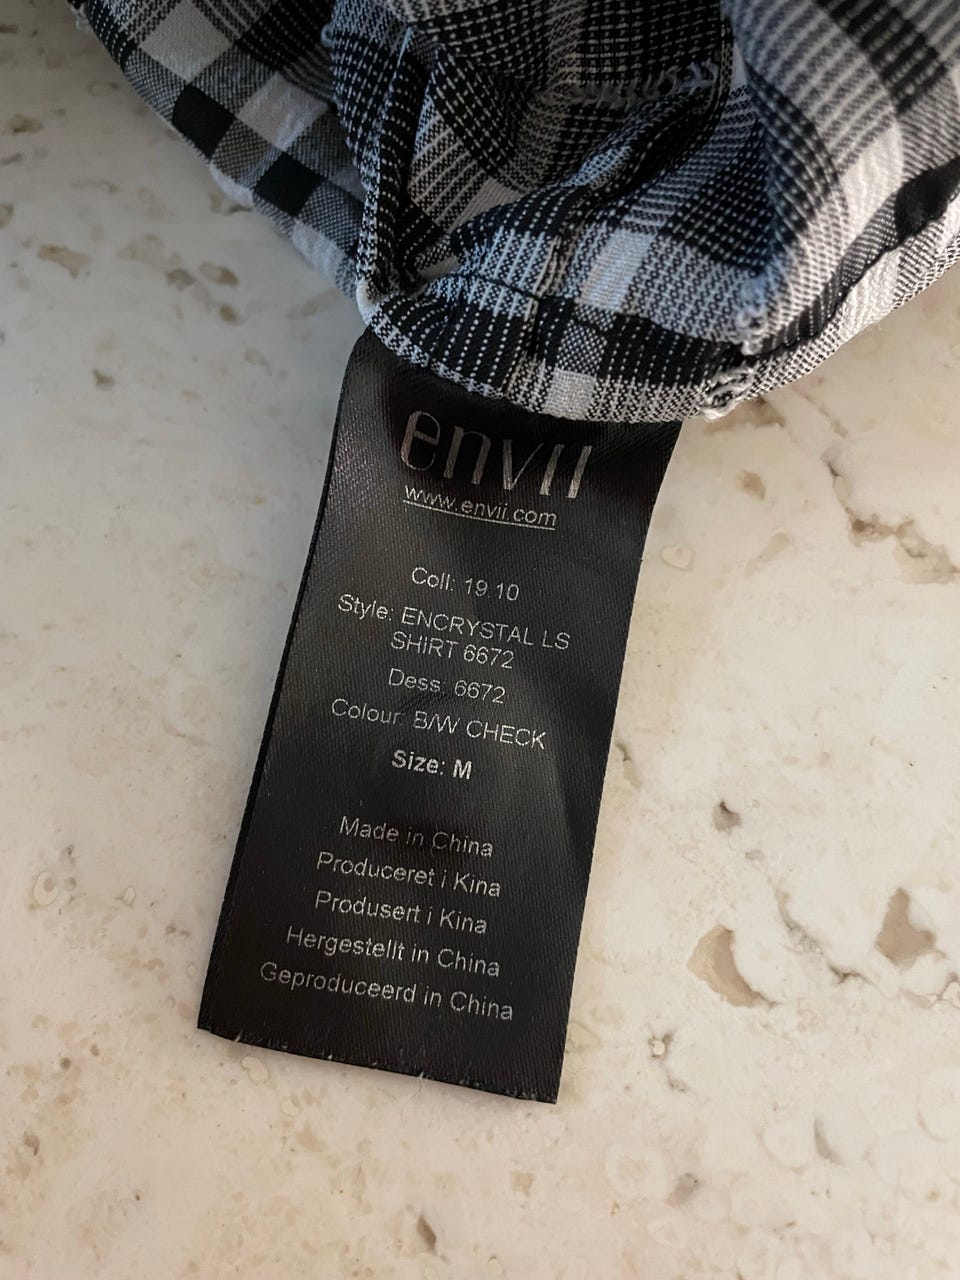 envii
www.envii.com
Coll: 19.10
Style: ENCRYSTAL LS
SHIRT 6672
Dess: 6672
Colour: B/W CHECK
Size: M
Made in China
Produceret i Kina
Produsert i Kina
Hergestellt in China
Geproduceerd in China